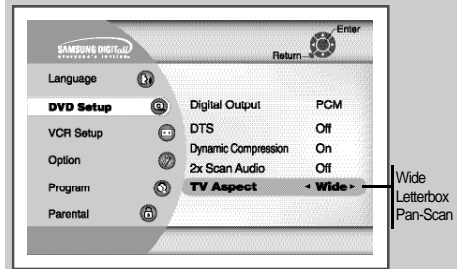 SAMSUNG DIGITall
everyone's invited.
Enter
Return
Language
DVD Setup
VCR Setup
Option
Program
Parental
Digital Output PCM
DTS Off
Dynamic Compression On
2x Scan Audio Off
TV Aspect ◄ Wide ►
Wide
Letterbox
Pan-Scan